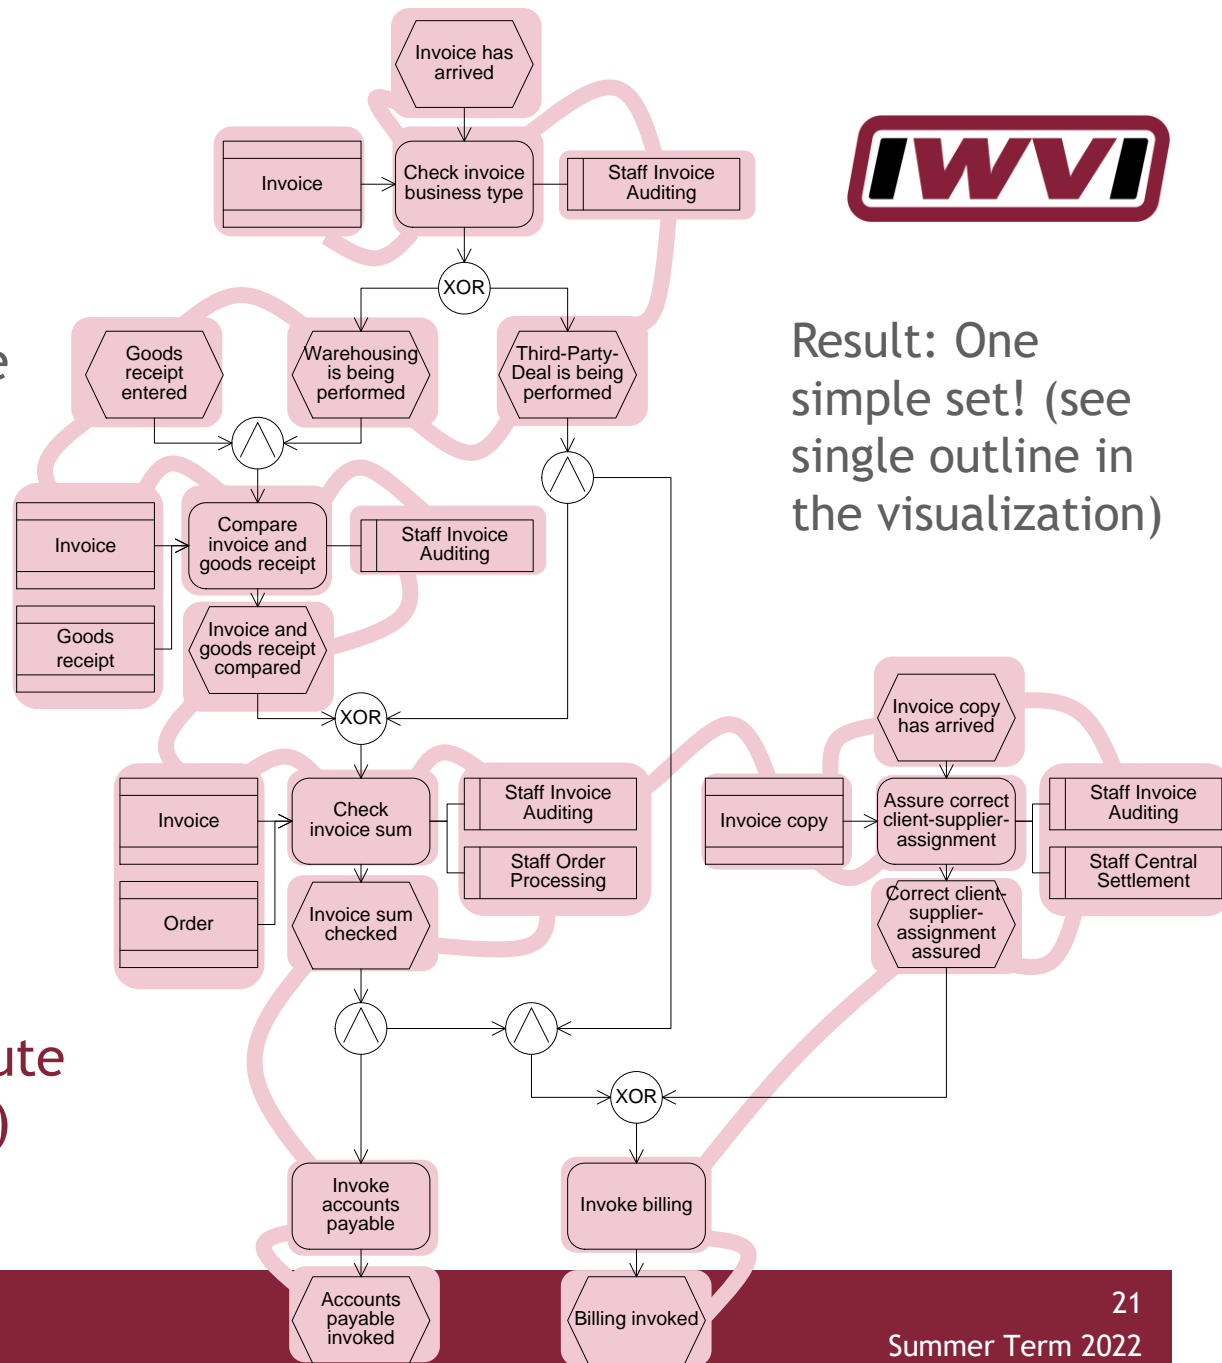 Invoice has
arrived
Invoice
Check invoice
business type
Staff Invoice
Auditing
IWVI
XOR
Goods
receipt
entered
Warehousing
is being
performed
Third-Party-
Deal is being
performed
e
Result: One
simple set! (see
single outline in
the visualization)
Invoice
Compare
invoice and
goods receipt
Staff Invoice
Auditing
Goods
receipt
Invoice and
goods receipt
compared
XOR
Invoice copy
has arrived
Invoice
Check
invoice sum
Staff Invoice
Auditing
Staff Order
Processing
Invoice copy
Assure correct
client-supplier-
assignment
Staff Invoice
Auditing
Staff Central
Settlement
Order
Invoice sum
checked
Correct client-
supplier-
assignment
assured
ute
)
XOR
Invoke
accounts
payable
Invoke billing
Accounts
payable
invoked
Billing invoked
21
Summer Term 2022